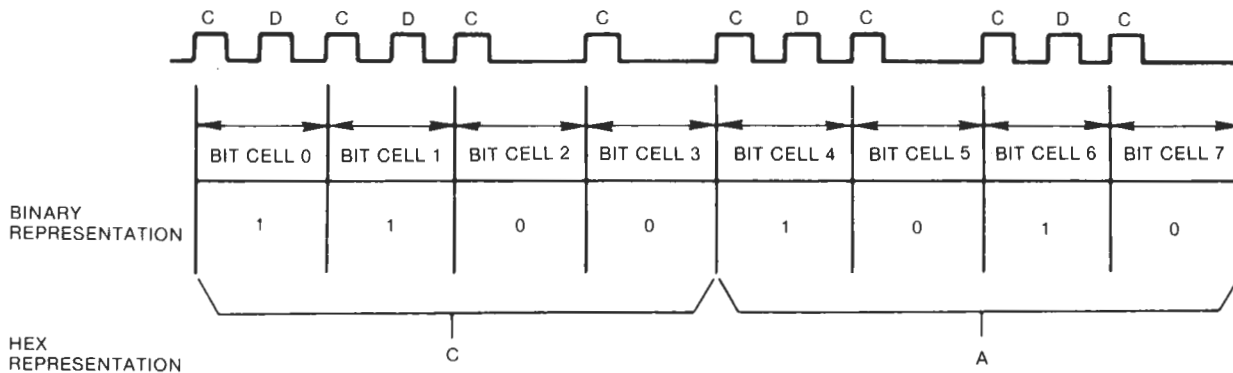 C D C D C C C D C C D C
BIT CELL 0 BIT CELL 1 BIT CELL 2 BIT CELL 3 BIT CELL 4 BIT CELL 5 BIT CELL 6 BIT CELL 7
BINARY
REPRESENTATION
1 1 0 0 1 0 1 0
HEX
REPRESENTATION
C A